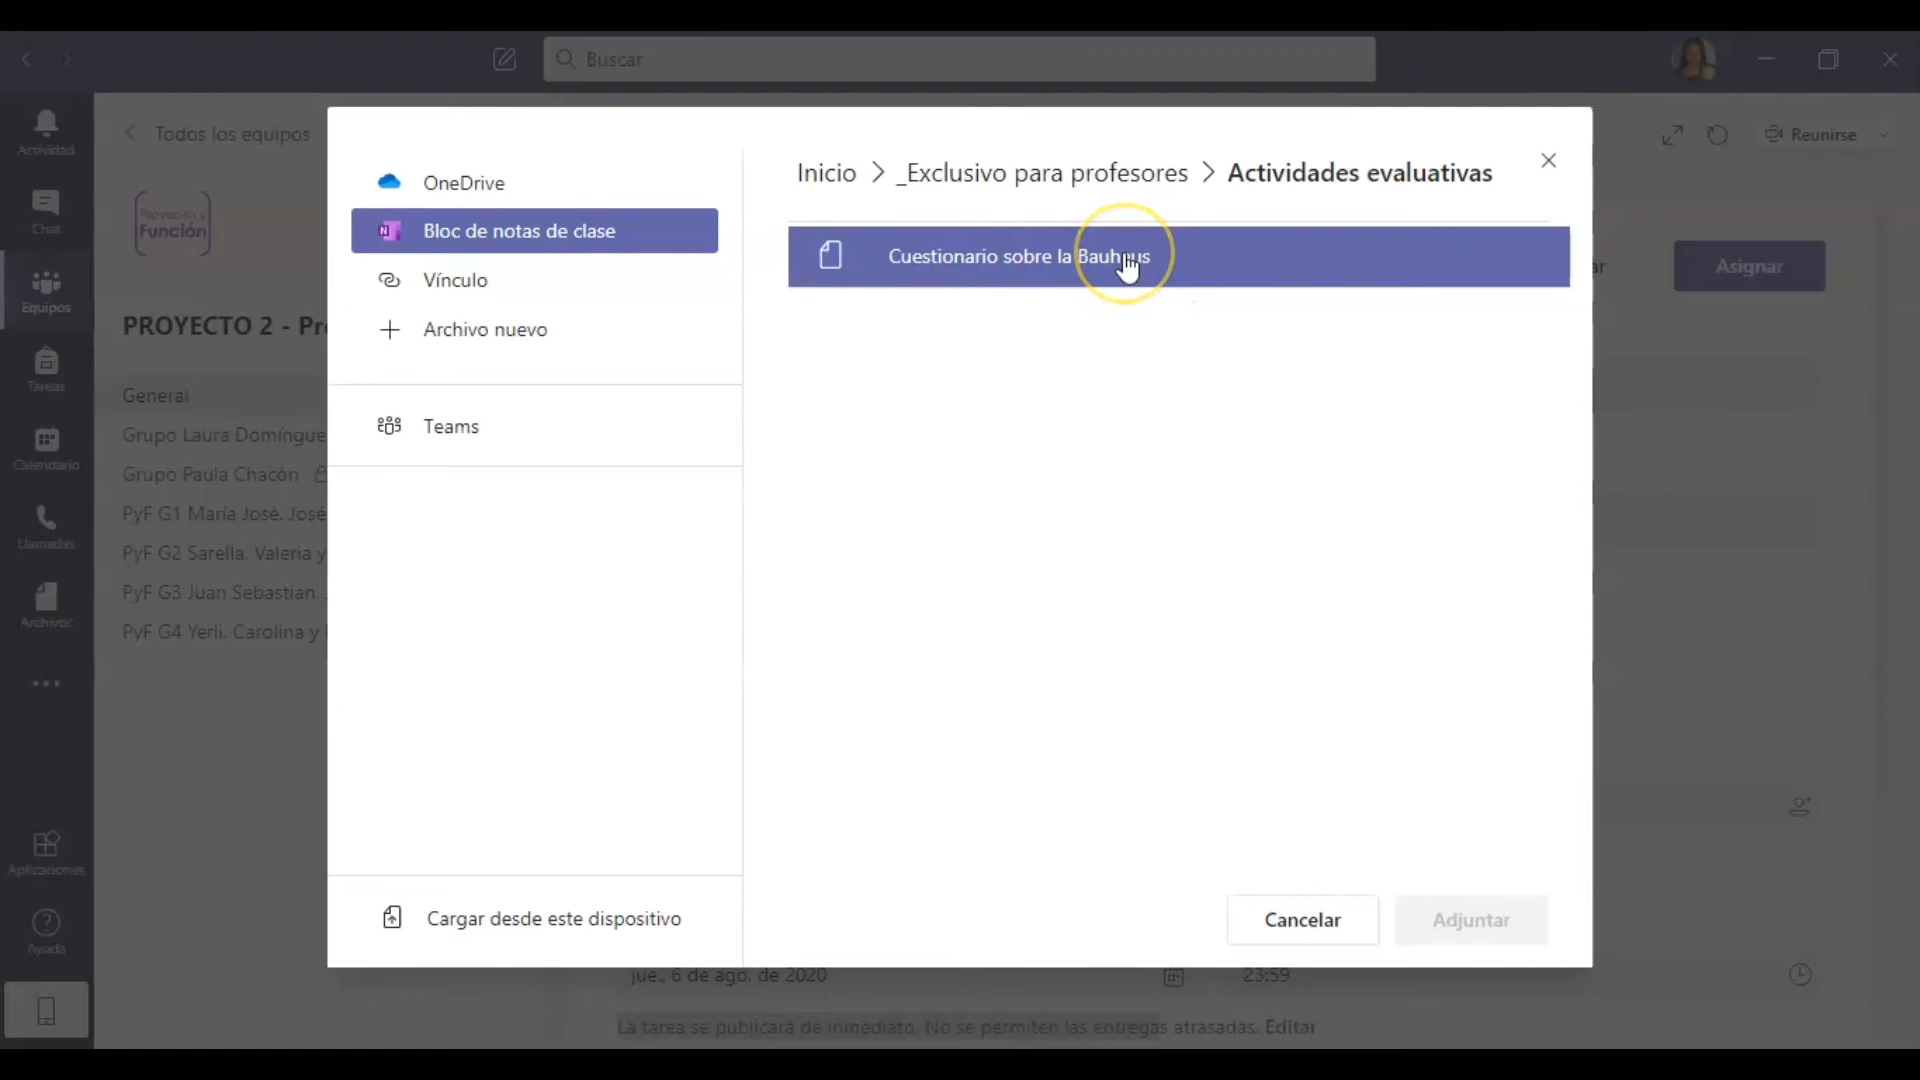 Buscar
Actividad
Chat
Equipos
Tareas
Calendario
Llamadas
Archivos
Aplicaciones
Ayuda
Todos los equipos
Reunirse
Proyecto y
Función
PROYECTO 2 - Pr
General
Grupo Laura Domíngue
Grupo Paula Chacón
PyF G1 María José, José
PyF G2 Sarella, Valeria y
PyF G3 Juan Sebastian,
PyF G4 Yerli, Carolina y
OneDrive
Bloc de notas de clase
Vínculo
Archivo nuevo
Teams
Cargar desde este dispositivo
Inicio > _Exclusivo para profesores > Actividades evaluativas
Cuestionario sobre la Bauhaus
Cancelar
Adjuntar
ar
Asignar
jue., 6 de ago. de 2020
23:59
La tarea se publicará de inmediato. No se permiten las entregas atrasadas. Editar